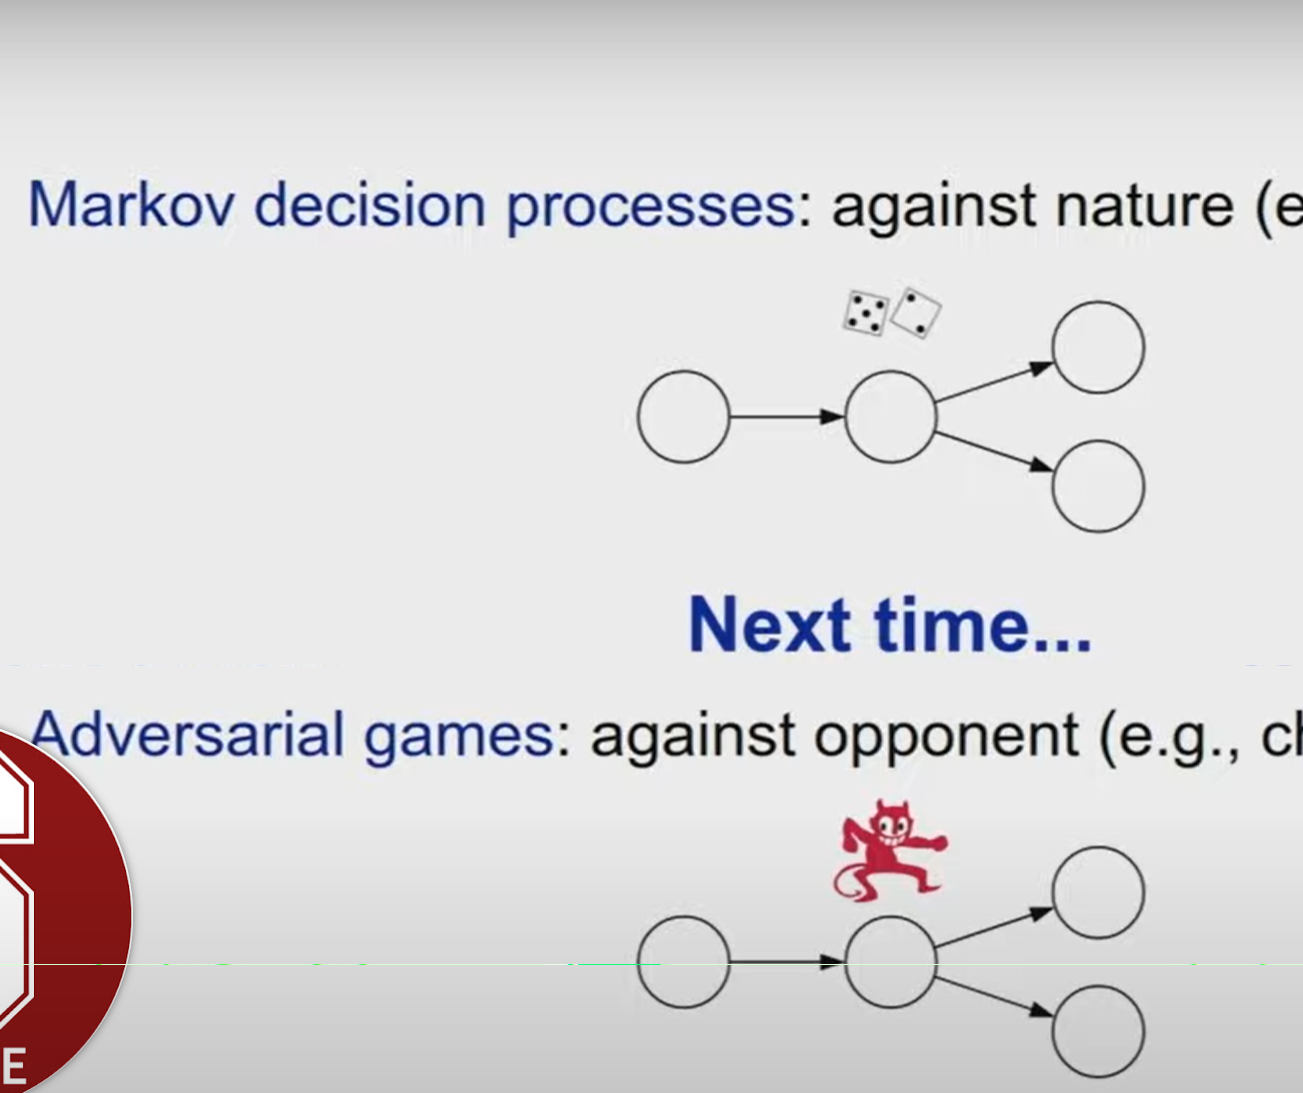 Markov decision processes: against nature (e
Next time...
Adversarial games: against opponent (e.g., ch
E